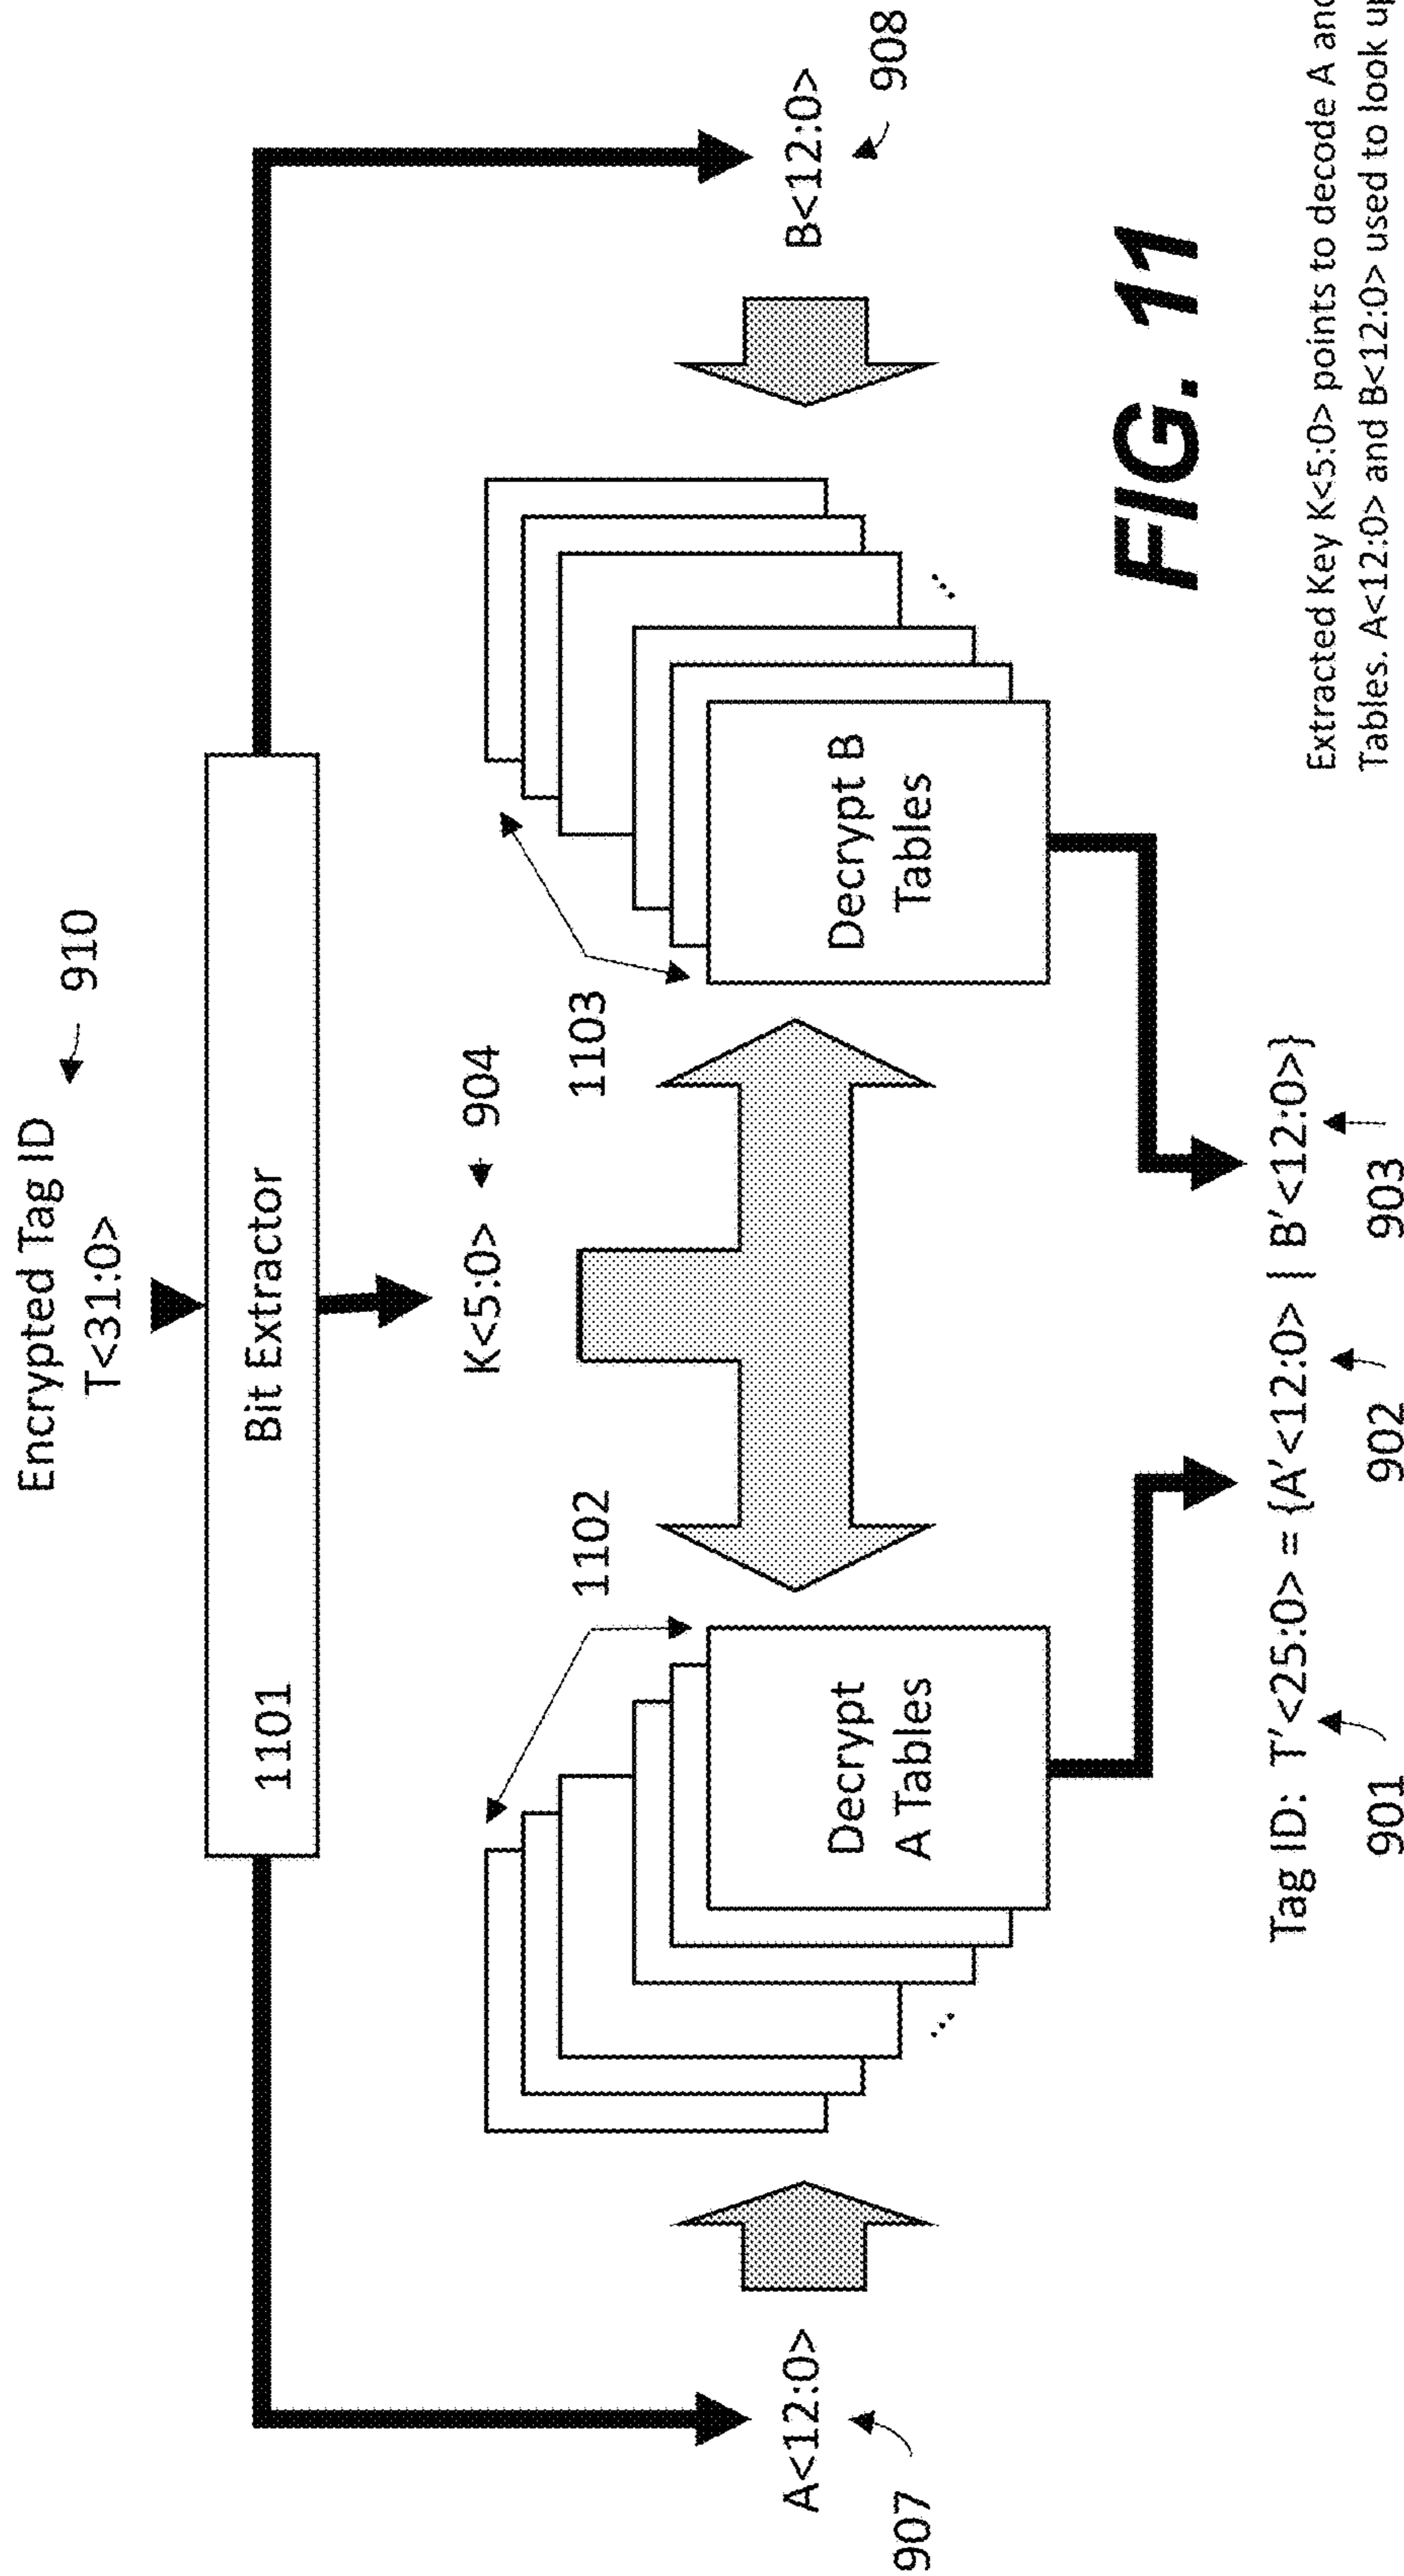 Encrypted Tag ID
T<31:0>
910
1101
Bit Extractor
K<5:0>
904
1102
1103
A<12:0>
907
Decrypt
A Tables
...
Decrypt B
Tables
...
B<12:0>
908
Tag ID: T'<25:0> = {A'<12:0> | B'<12:0>}
901
902
903
FIG. 11
Extracted Key K<5:0> points to decode A and
Tables. A<12:0> and B<12:0> used to look up